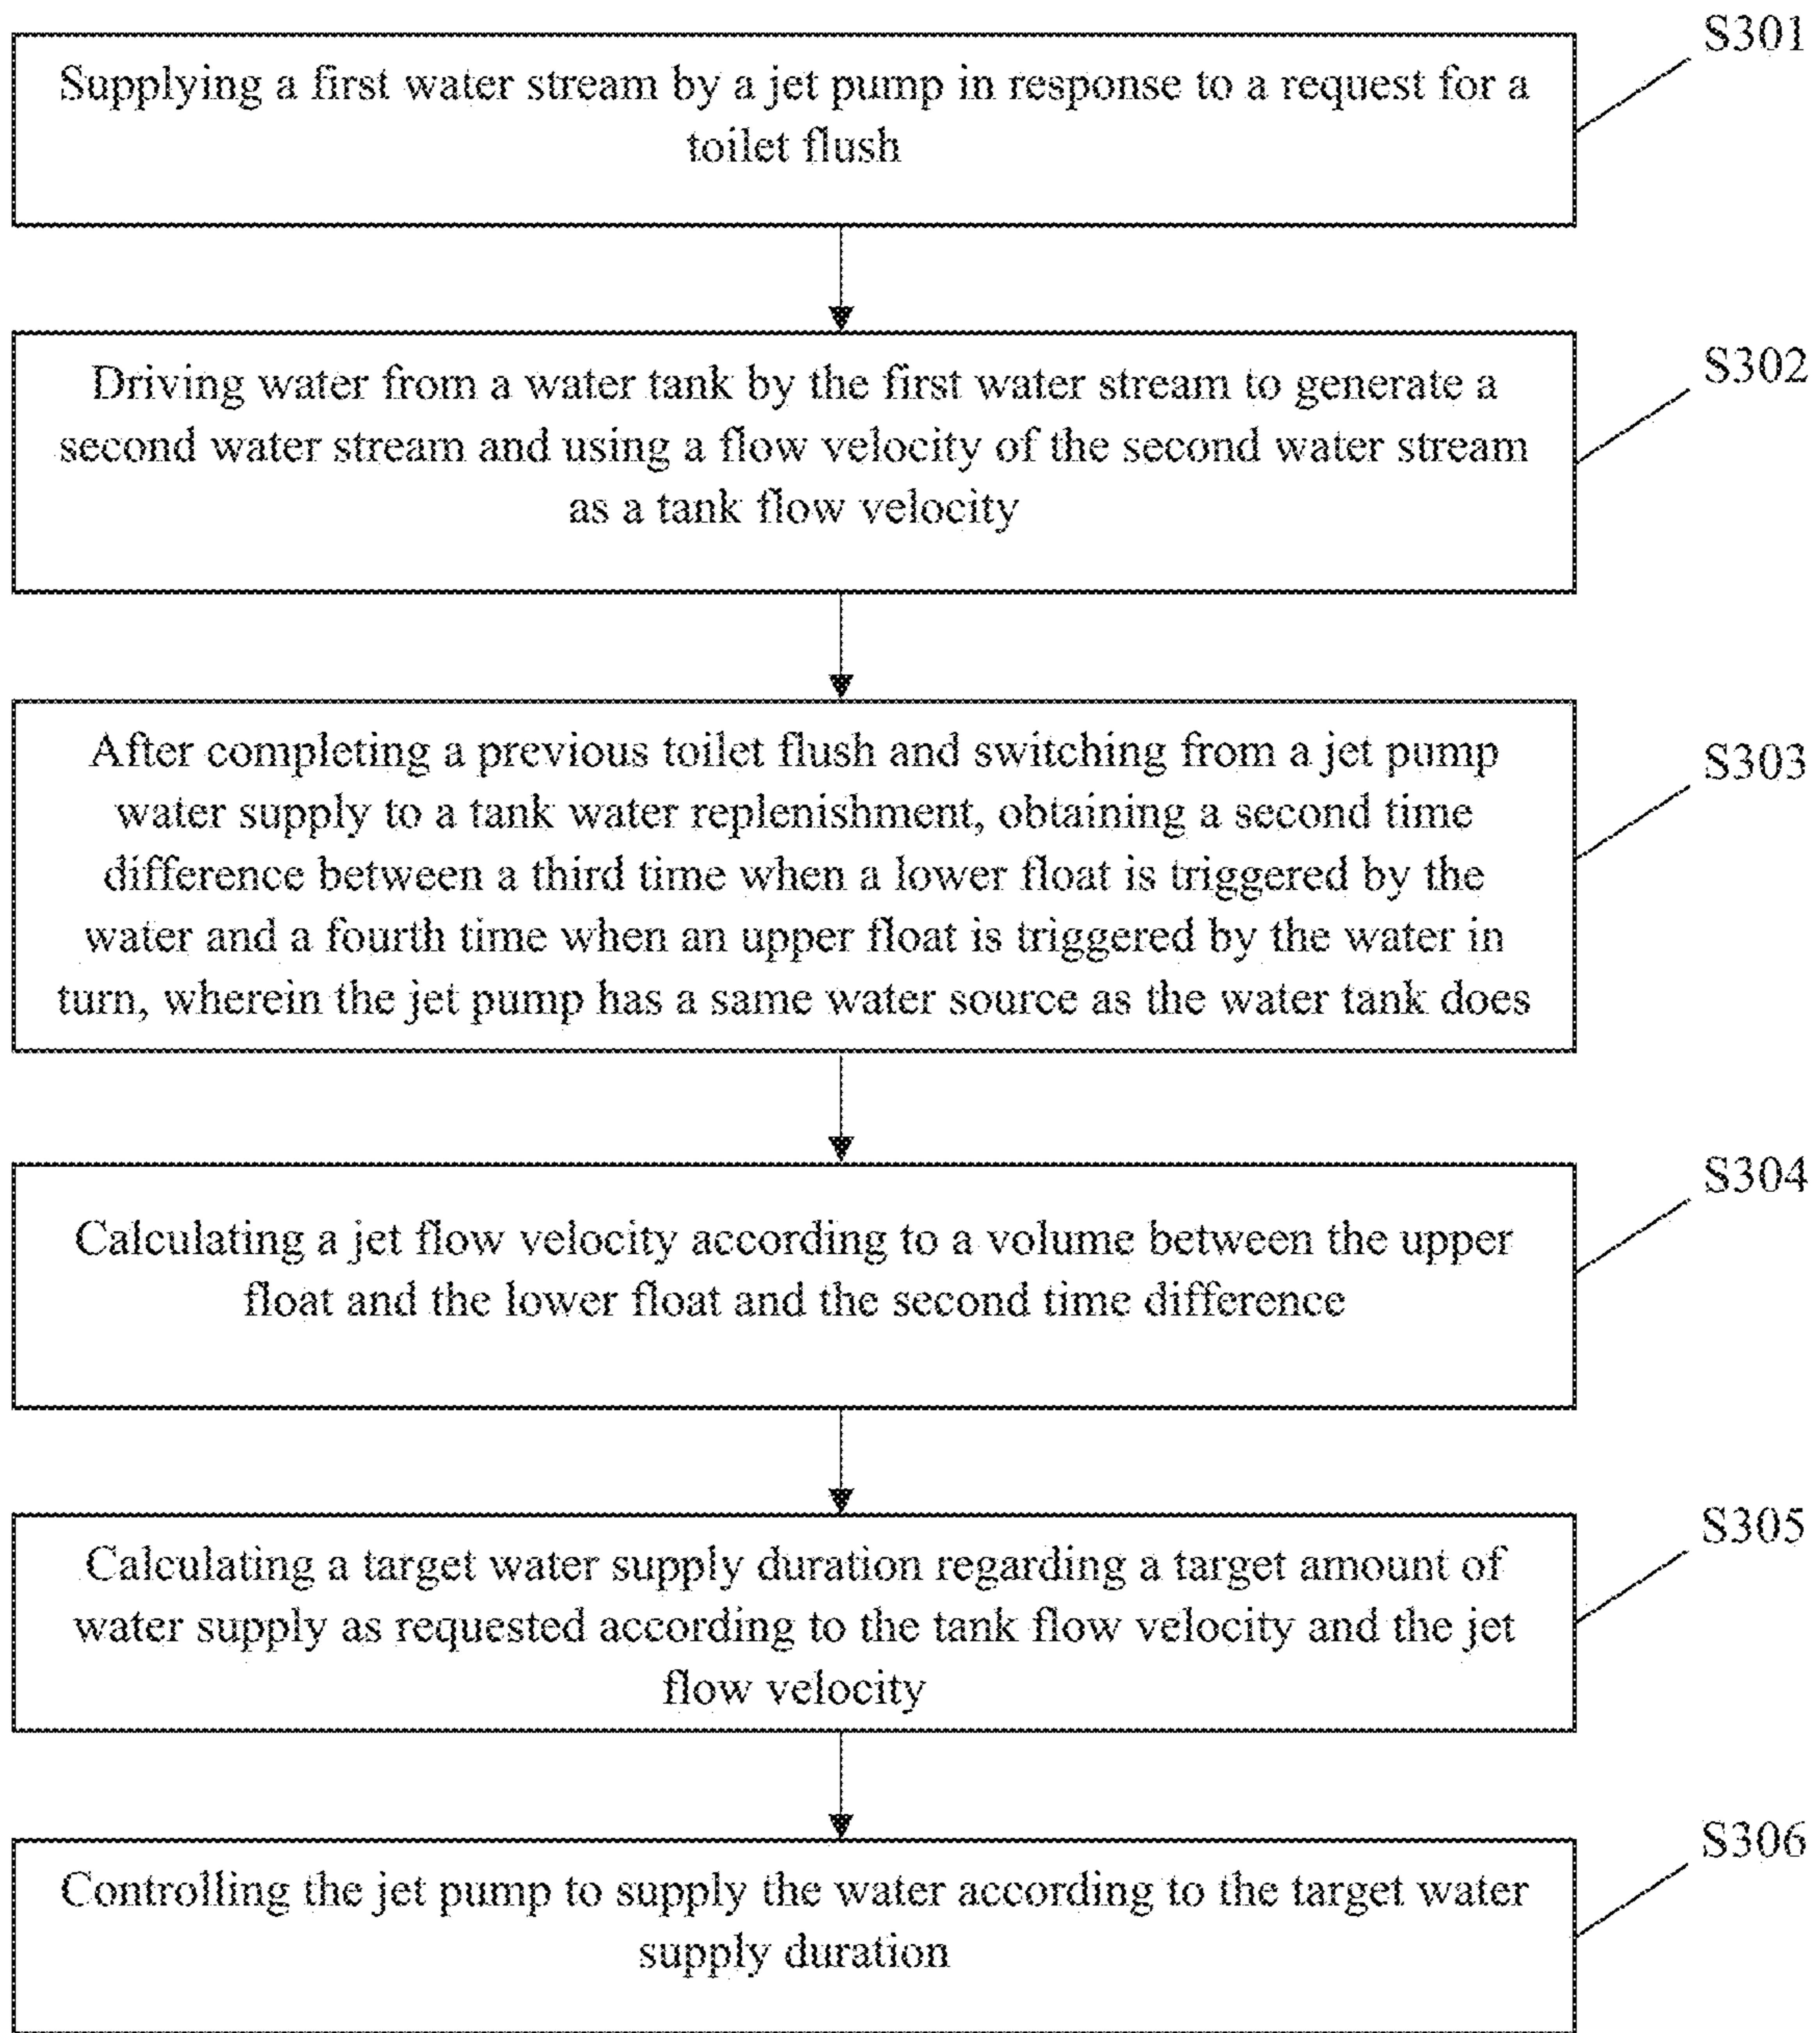 S301
Supplying a first water stream by a jet pump in response to a request for a
toilet flush
S302
Driving water from a water tank by the first water stream to generate a
second water stream and using a flow velocity of the second water stream
as a tank flow velocity
S303
After completing a previous toilet flush and switching from a jet pump
water supply to a tank water replenishment, obtaining a second time
difference between a third time when a lower float is triggered by the
water and a fourth time when an upper float is triggered by the water in
turn, wherein the jet pump has a same water source as the water tank does
S304
Calculating a jet flow velocity according to a volume between the upper
float and the lower float and the second time difference
S305
Calculating a target water supply duration regarding a target amount of
water supply as requested according to the tank flow velocity and the jet
flow velocity
S306
Controlling the jet pump to supply the water according to the target water
supply duration